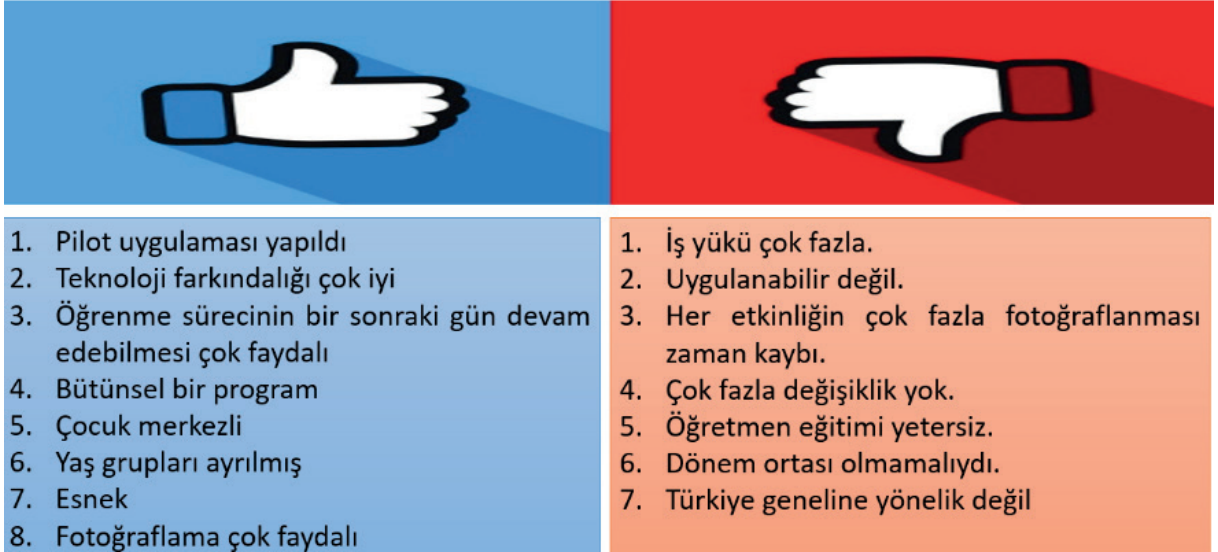 1. Pilot uygulaması yapıldı
2. Teknoloji farkındalığı çok iyi
3. Öğrenme sürecinin bir sonraki gün devam
edebilmesi çok faydalı
4. Bütünsel bir program
5. Çocuk merkezli
6. Yaş grupları ayrılmış
7. Esnek
8. Fotoğraflama çok faydalı
1. İş yükü çok fazla.
2. Uygulanabilir değil.
3. Her etkinliğin çok fazla fotoğraflanması
zaman kaybı.
4. Çok fazla değişiklik yok.
5. Öğretmen eğitimi yetersiz.
6. Dönem ortası olmamalıydı.
7. Türkiye geneline yönelik değil